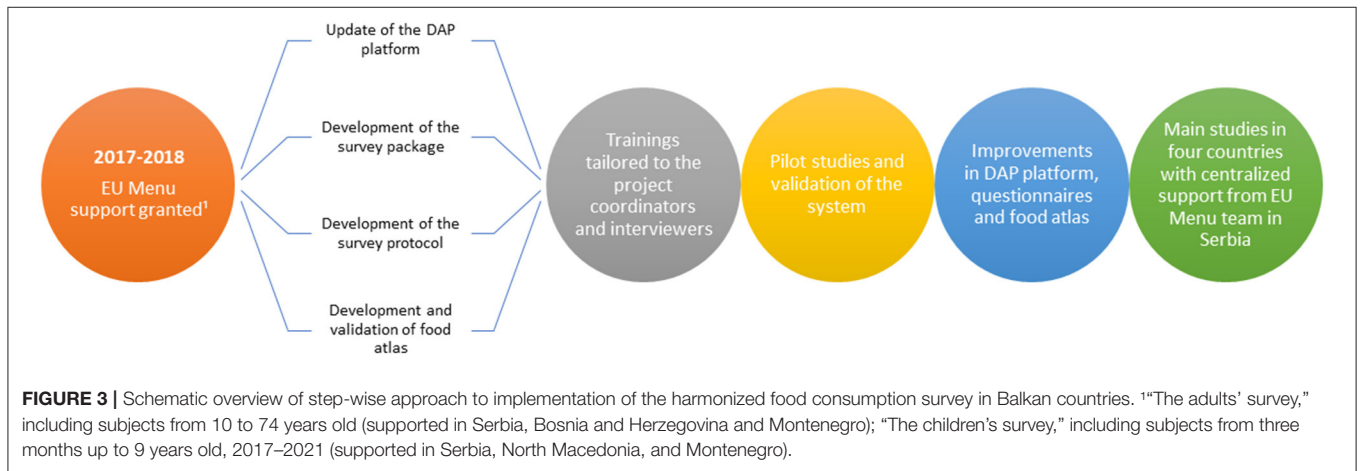 2017-2018
EU Menu
support granted¹
Update of the DAP
platform
Development of the
survey package
Development of the
survey protocol
Development and
validation of food
atlas
Trainings
tailored to the
project
coordinators
and interviewers
Pilot studies and
validation of the
system
Improvements
in DAP platform,
questionnaires
and food atlas
Main studies in
four countries
with centralized
support from EU
Menu team in
Serbia
FIGURE 3 | Schematic overview of step-wise approach to implementation of the harmonized food consumption survey in Balkan countries. ¹“The adults’ survey,”
including subjects from 10 to 74 years old (supported in Serbia, Bosnia and Herzegovina and Montenegro); “The children’s survey,” including subjects from three
months up to 9 years old, 2017–2021 (supported in Serbia, North Macedonia, and Montenegro).